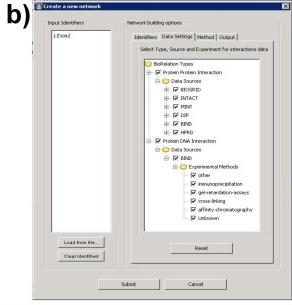 b)
Create a new network
Input Identifiers
Network building options
Identifiers Data Settings Method Output
Select Type, Source and Experiment for interactions data
BioRelation Types
Protein Protein Interaction
Data Sources
BIOGRID
INTACT
MINT
DIP
BIND
HPRD
Protein DNA Interaction
Data Sources
BIND
Experimental Methods
other
immunoprecipitation
gel-retardation-assays
cross-linking
affinity-chromatography
Unknown
Load from file...
Clear Identifiers
Reset
Submit
Cancel